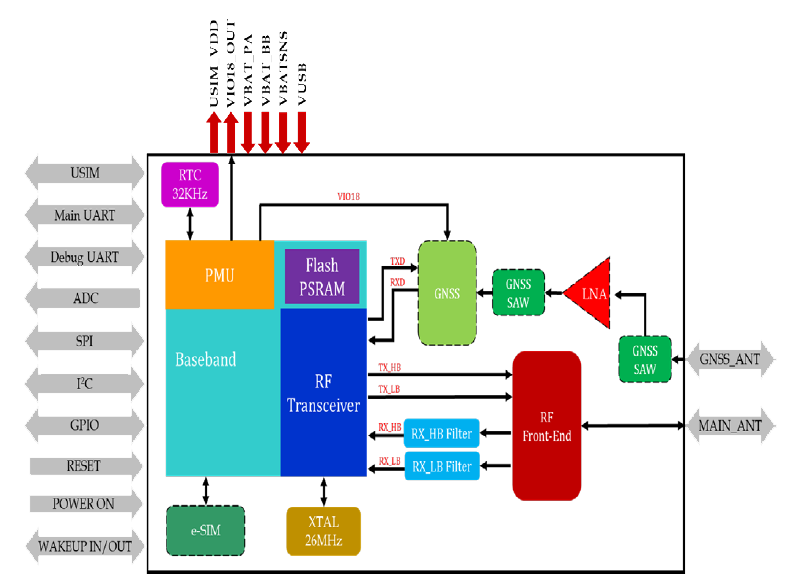 USIM_VDD
VIO18_OUT
VBAT_PA
VBAT_BB
VBATSNS
VUSB
USIM
Main UART
Debug UART
ADC
SPI
I²C
GPIO
RESET
POWER ON
WAKEUP IN/OUT
RTC
32KHz
VIO18
PMU
Flash
PSRAM
TXD
RXD
GNSS
GNSS
SAW
LNA
GNSS
SAW
GNSS_ANT
Baseband
RF
Transceiver
TX_HB
TX_LB
RX_HB
RX_HB Filter
RX_LB
RX_LB Filter
RF
Front-End
MAIN_ANT
e-SIM
XTAL
26MHz